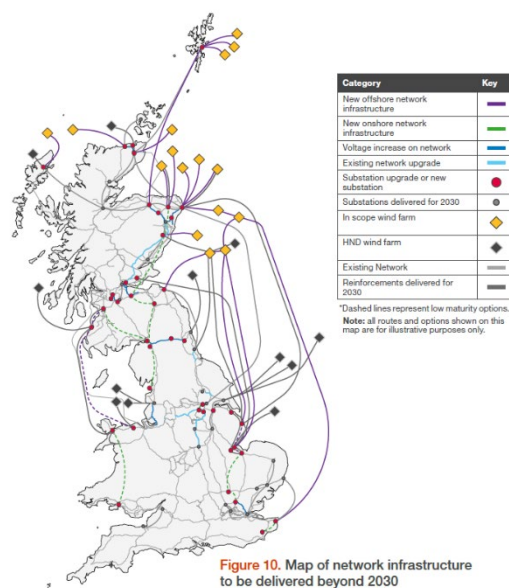 Category Key
New offshore network
infrastructure
New onshore network
infrastructure
Voltage increase on network
Existing network upgrade
Substation upgrade or new
substation
Substations delivered for 2030
In scope wind farm
HND wind farm
Existing Network
Reinforcements delivered for
2030
*Dashed lines represent low maturity options.
Note: all routes and options shown on this
map are for illustrative purposes only.
Figure 10. Map of network infrastructure
to be delivered beyond 2030